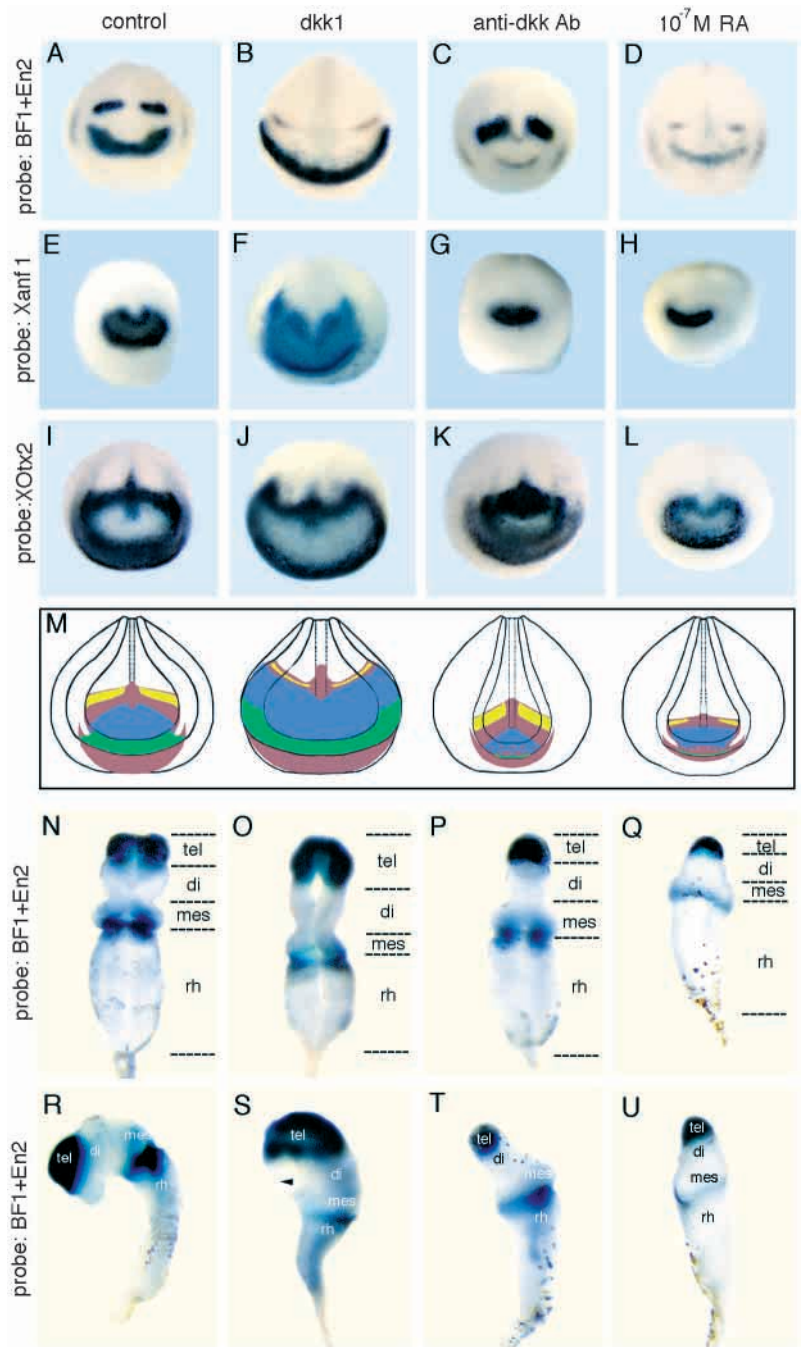 control dkk1 anti-dkk Ab 10⁻⁷M RA
probe: BF1+En2
A B C D
probe: Xanf 1
E F G H
probe:XOtx2
I J K L
M
probe: BF1+En2
N O P Q
tel tel tel tel
di di di di
mes mes mes mes
rh rh rh rh
probe: BF1+En2
R S T U
tel di mes rh
tel di mes rh
tel di mes rh
tel di mes rh